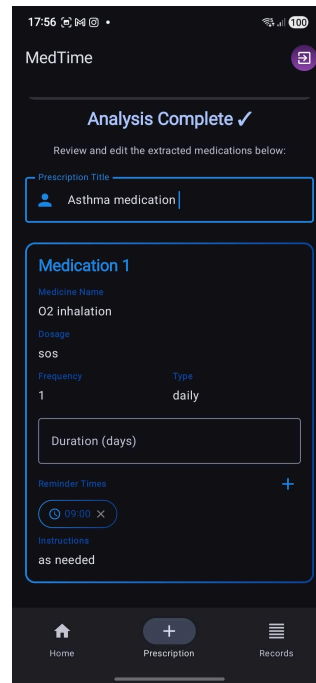 17:56
100
MedTime
Analysis Complete ✓
Review and edit the extracted medications below:
Prescription Title
Asthma medication
Medication 1
Medicine Name
O2 inhalation
Dosage
sos
Frequency Type
1 daily
Duration (days)
Reminder Times +
09:00 ×
Instructions
as needed
Home Prescription Records